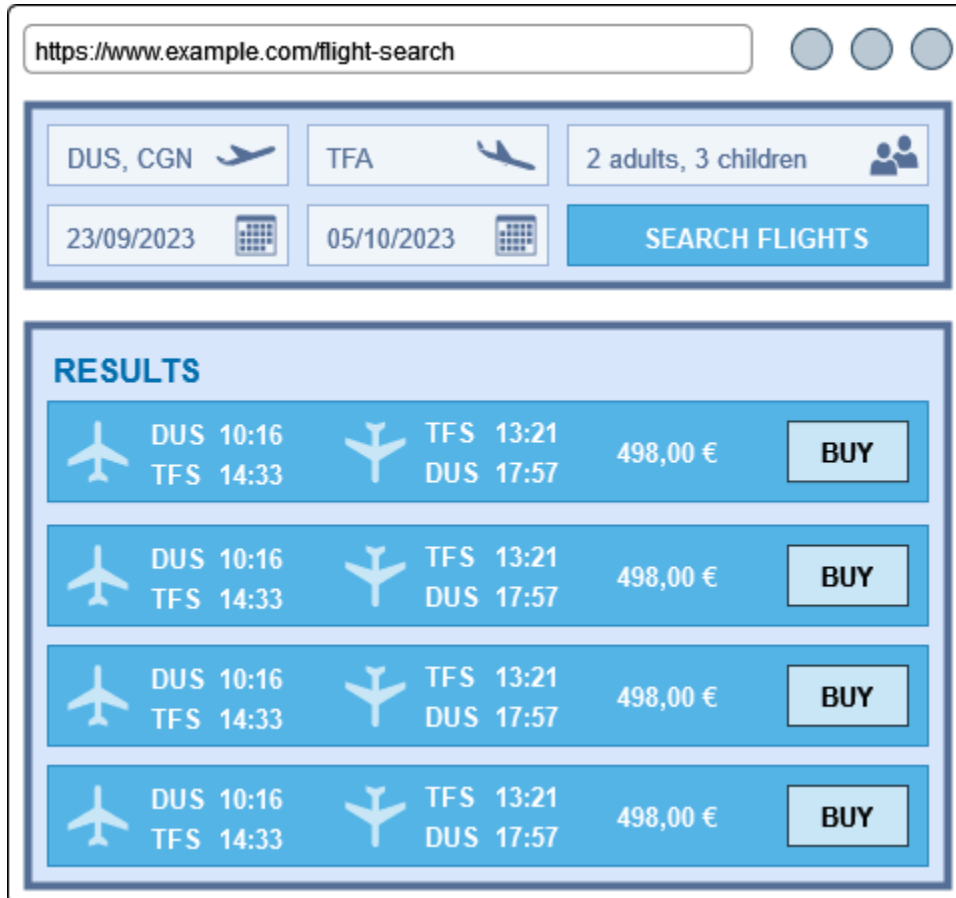 https://www.example.com/flight-search
DUS, CGN TFA 2 adults, 3 children
23/09/2023 05/10/2023 SEARCH FLIGHTS
RESULTS
DUS 10:16 TFS 13:21
498,00 € BUY
TFS 14:33 DUS 17:57
DUS 10:16 TFS 13:21
498,00 € BUY
TFS 14:33 DUS 17:57
DUS 10:16 TFS 13:21
498,00 € BUY
TFS 14:33 DUS 17:57
DUS 10:16 TFS 13:21
498,00 € BUY
TFS 14:33 DUS 17:57